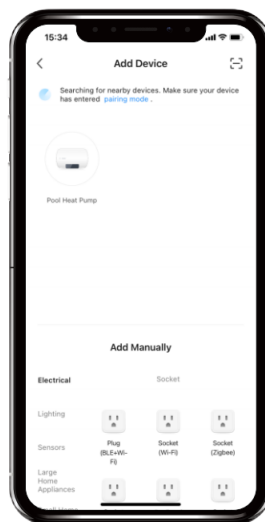 15:34
Add Device
Searching for nearby devices. Make sure your device
has entered pairing mode .
Pool Heat Pump
Add Manually
Electrical
Socket
Lighting
Plug
(BLE+Wi-
Fi)
Socket
(Wi-Fi)
Socket
(Zigbee)
Sensors
Large
Home
Appliances